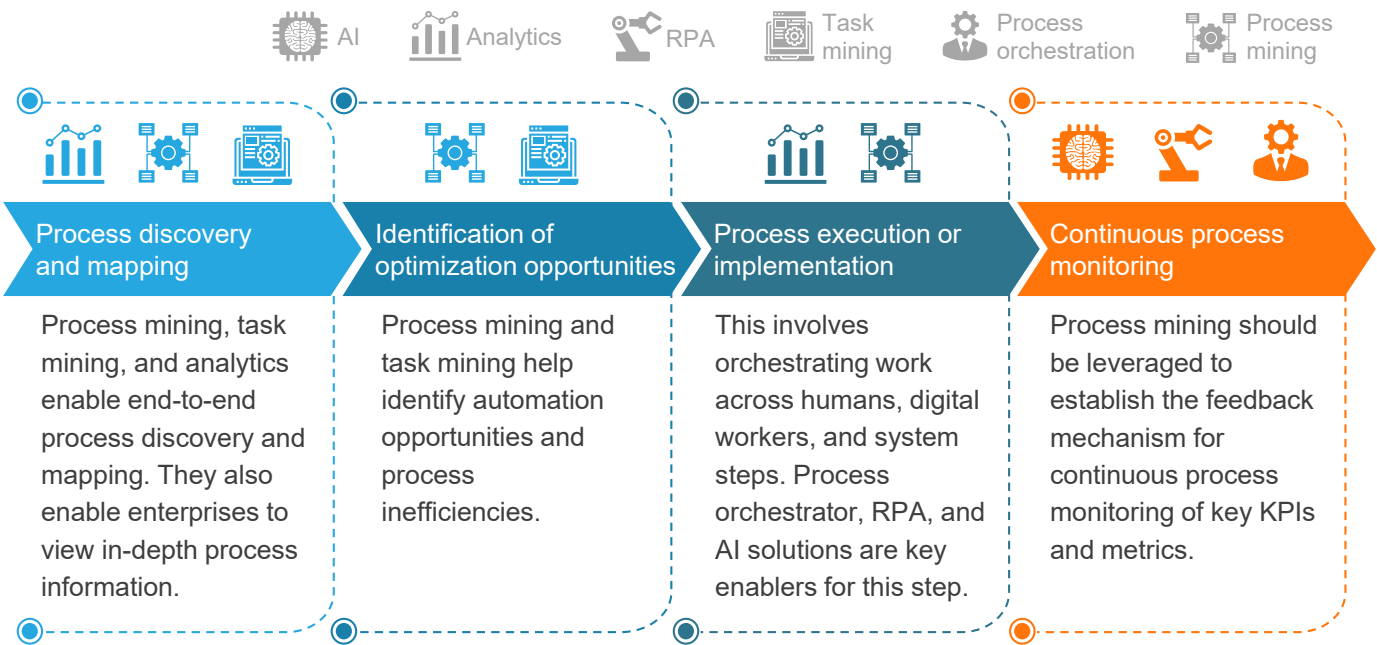 AI
Analytics
RPA
Task
mining
Process
orchestration
Process
mining
Process discovery
and mapping
Process mining, task
mining, and analytics
enable end-to-end
process discovery and
mapping. They also
enable enterprises to
view in-depth process
information.
Identification of
optimization opportunities
Process mining and
task mining help
identify automation
opportunities and
process
inefficiencies.
Process execution or
implementation
This involves
orchestrating work
across humans, digital
workers, and system
steps. Process
orchestrator, RPA, and
AI solutions are key
enablers for this step.
Continuous process
monitoring
Process mining should
be leveraged to
establish the feedback
mechanism for
continuous process
monitoring of key KPIs
and metrics.